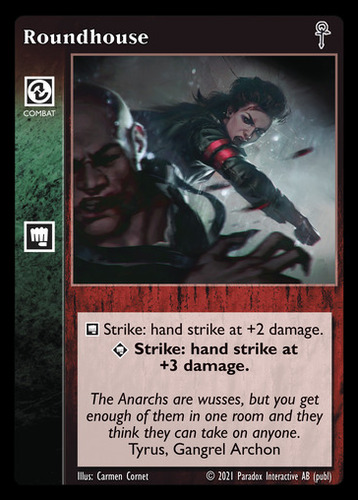 Roundhouse
COMBAT
Strike: hand strike at +2 damage.
Strike: hand strike at
+3 damage.
The Anarchs are wusses, but you get
enough of them in one room and they
think they can take on anyone.
Tyrus, Gangrel Archon
Illus: Carmen Cornet © 2021 Paradox Interactive AB (publ)